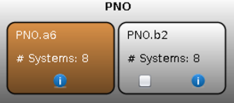 PNO
PNO.a6
# Systems: 8
PNO.b2
# Systems: 8